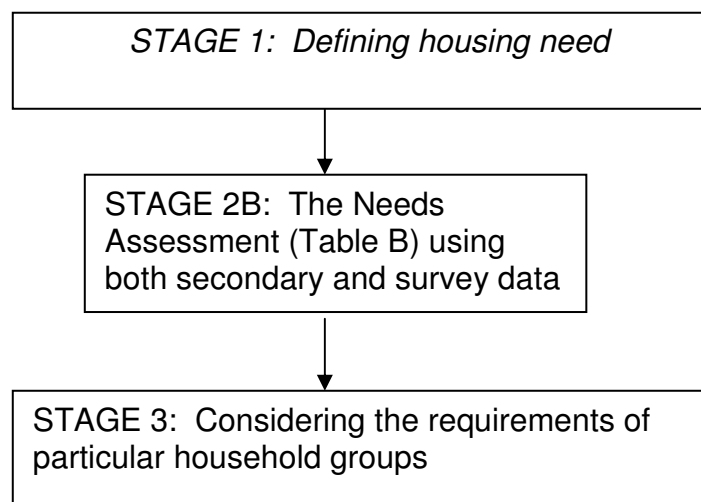 STAGE 1: Defining housing need
STAGE 2B: The Needs
Assessment (Table B) using
both secondary and survey data
STAGE 3: Considering the requirements of
particular household groups